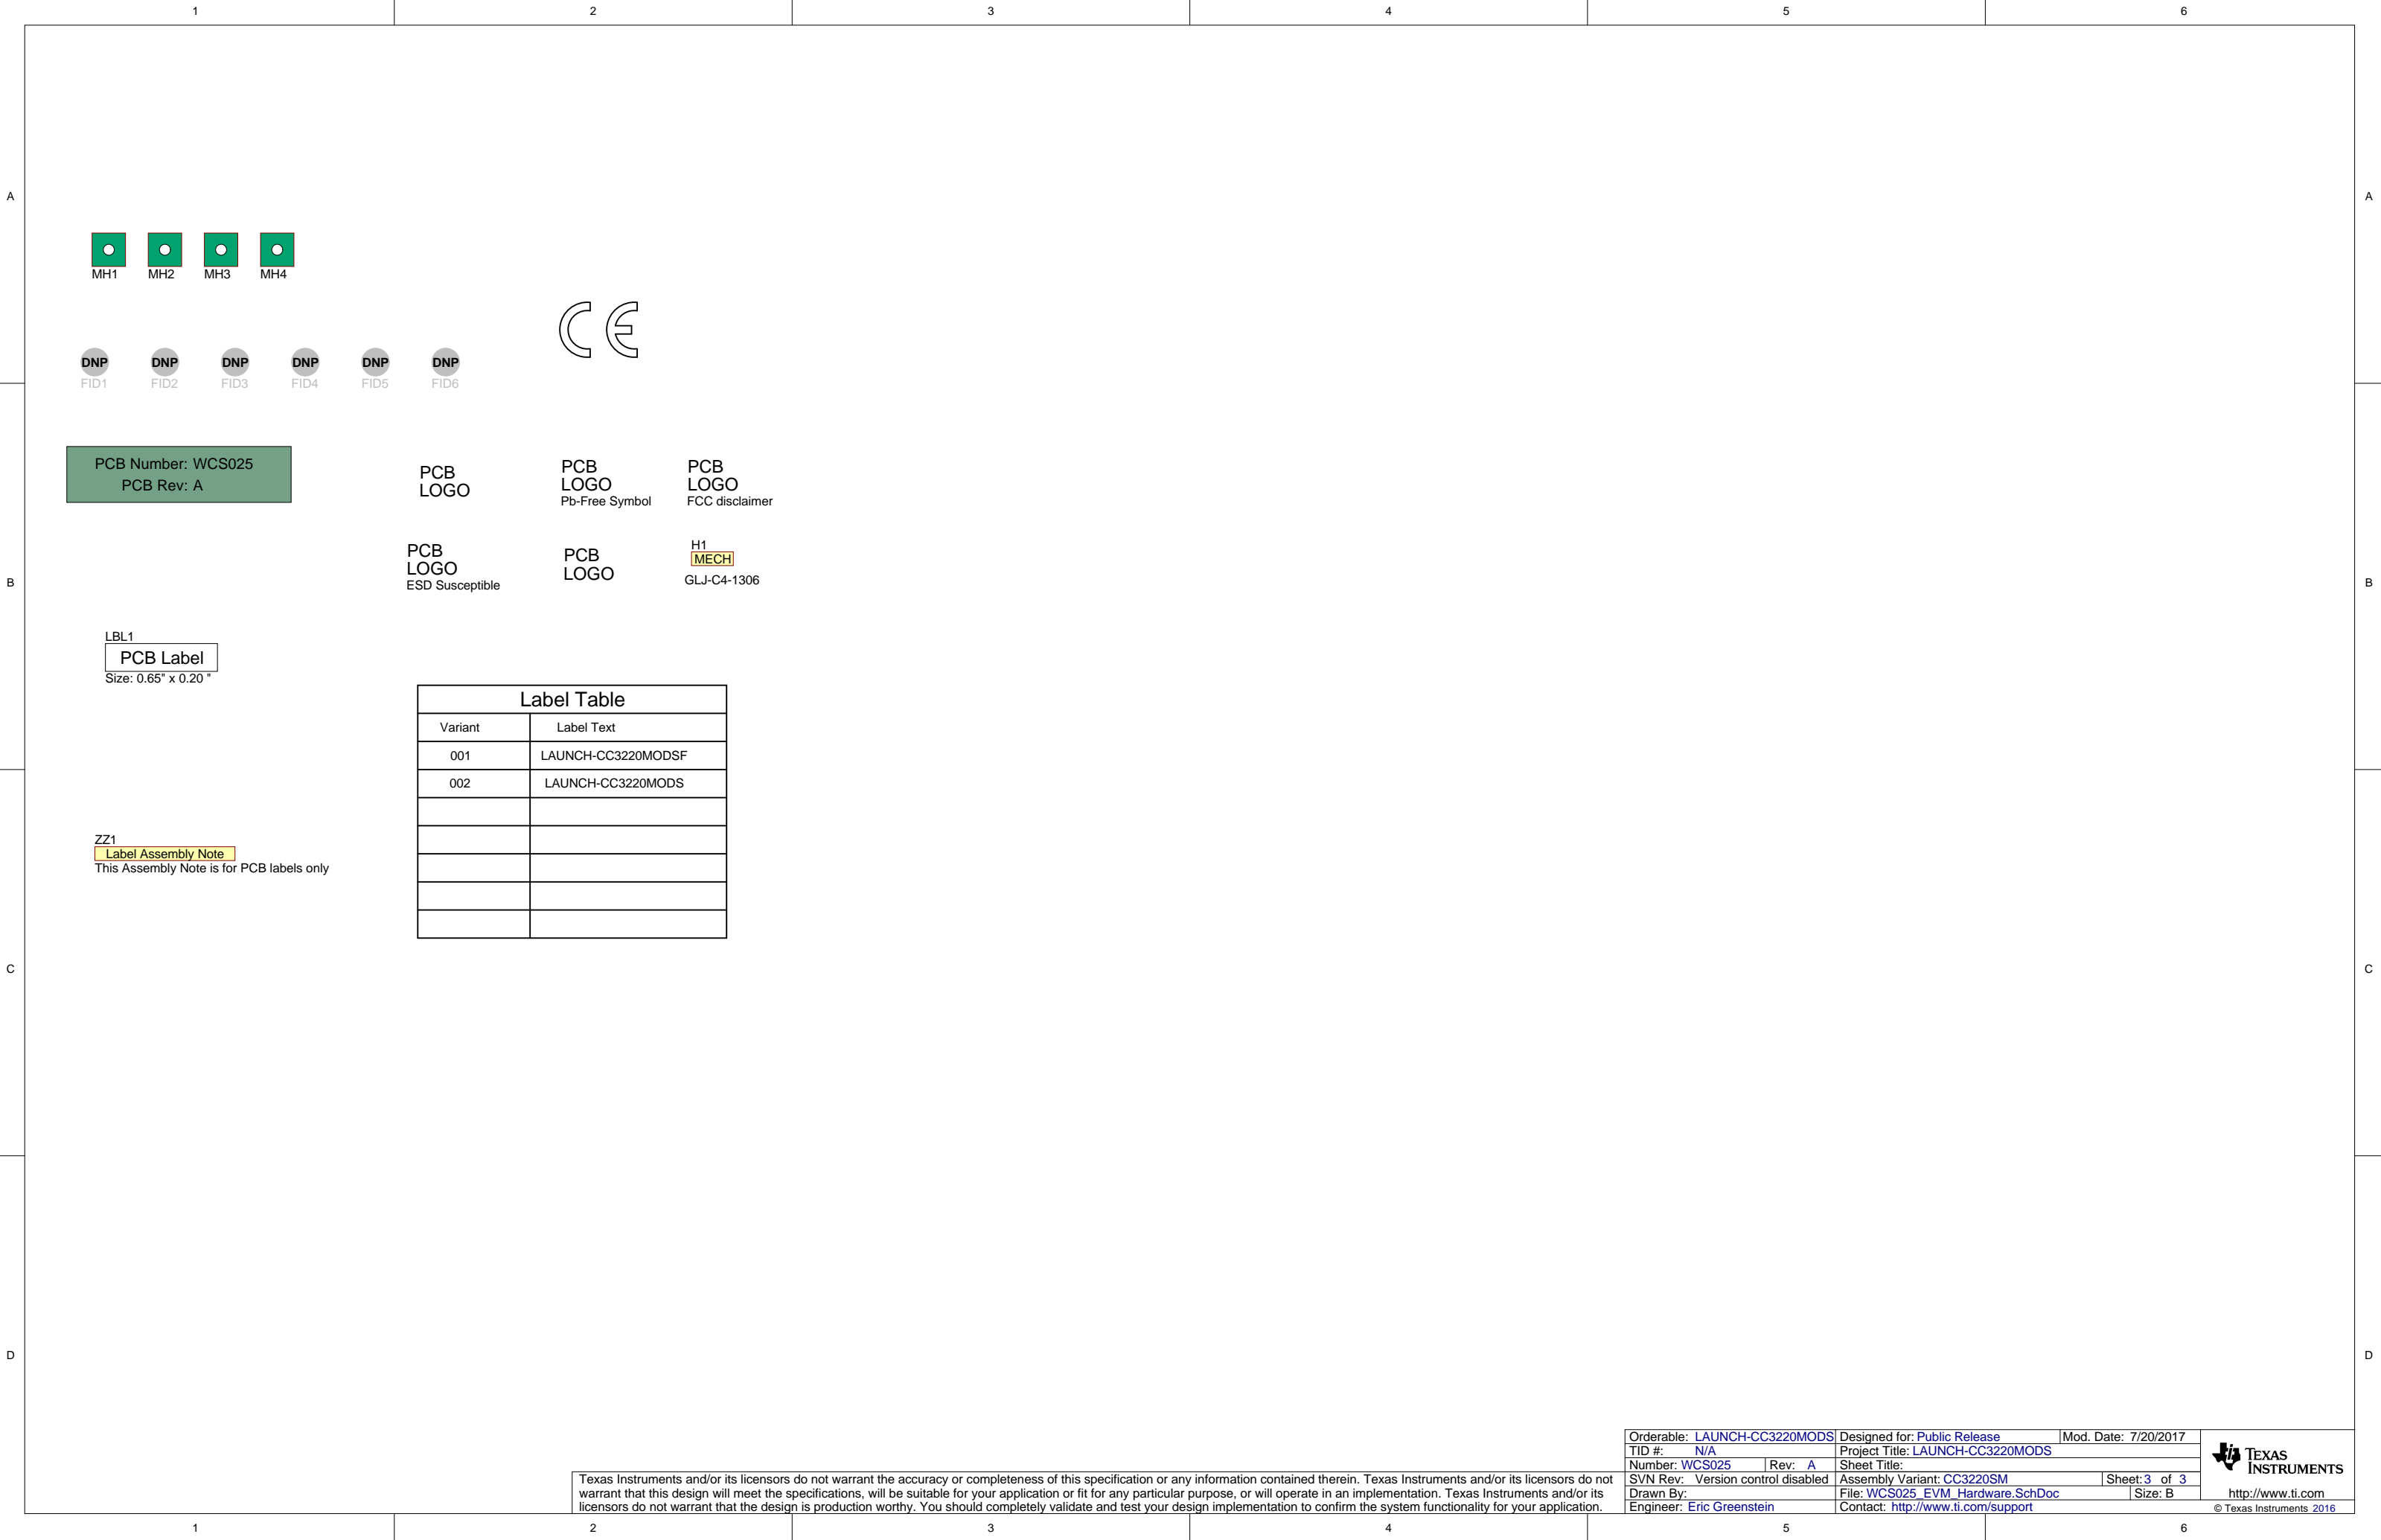 1 2 3 4 5 6
A A
MH1 MH2 MH3 MH4
CE
DNP DNP DNP DNP DNP DNP
FID1 FID2 FID3 FID4 FID5 FID6
PCB Number: WCS025
PCB Rev: A
PCB
LOGO
PCB
LOGO
Pb-Free Symbol
PCB
LOGO
FCC disclaimer
PCB
LOGO
ESD Susceptible
PCB
LOGO
H1
MECH
GLJ-C4-1306
B B
LBL1
PCB Label
Size: 0.65" x 0.20 "
Label Table
Variant Label Text
001 LAUNCH-CC3220MODSF
002 LAUNCH-CC3220MODS
ZZ1
Label Assembly Note
This Assembly Note is for PCB labels only
C C
D D
Texas Instruments and/or its licensors do not warrant the accuracy or completeness of this specification or any information contained therein. Texas Instruments and/or its licensors do not
warrant that this design will meet the specifications, will be suitable for your application or fit for any particular purpose, or will operate in an implementation. Texas Instruments and/or its
licensors do not warrant that the design is production worthy. You should completely validate and test your design implementation to confirm the system functionality for your application.
Orderable: LAUNCH-CC3220MODS Designed for: Public Release Mod. Date: 7/20/2017
TID #: N/A Project Title: LAUNCH-CC3220MODS
Number: WCS025 Rev: A Sheet Title:
SVN Rev: Version control disabled Assembly Variant: CC3220SM Sheet: 3 of 3
Drawn By: File: WCS025_EVM_Hardware.SchDoc Size: B
Engineer: Eric Greenstein Contact: http://www.ti.com/support
TEXAS
INSTRUMENTS
http://www.ti.com
© Texas Instruments 2016
1 2 3 4 5 6